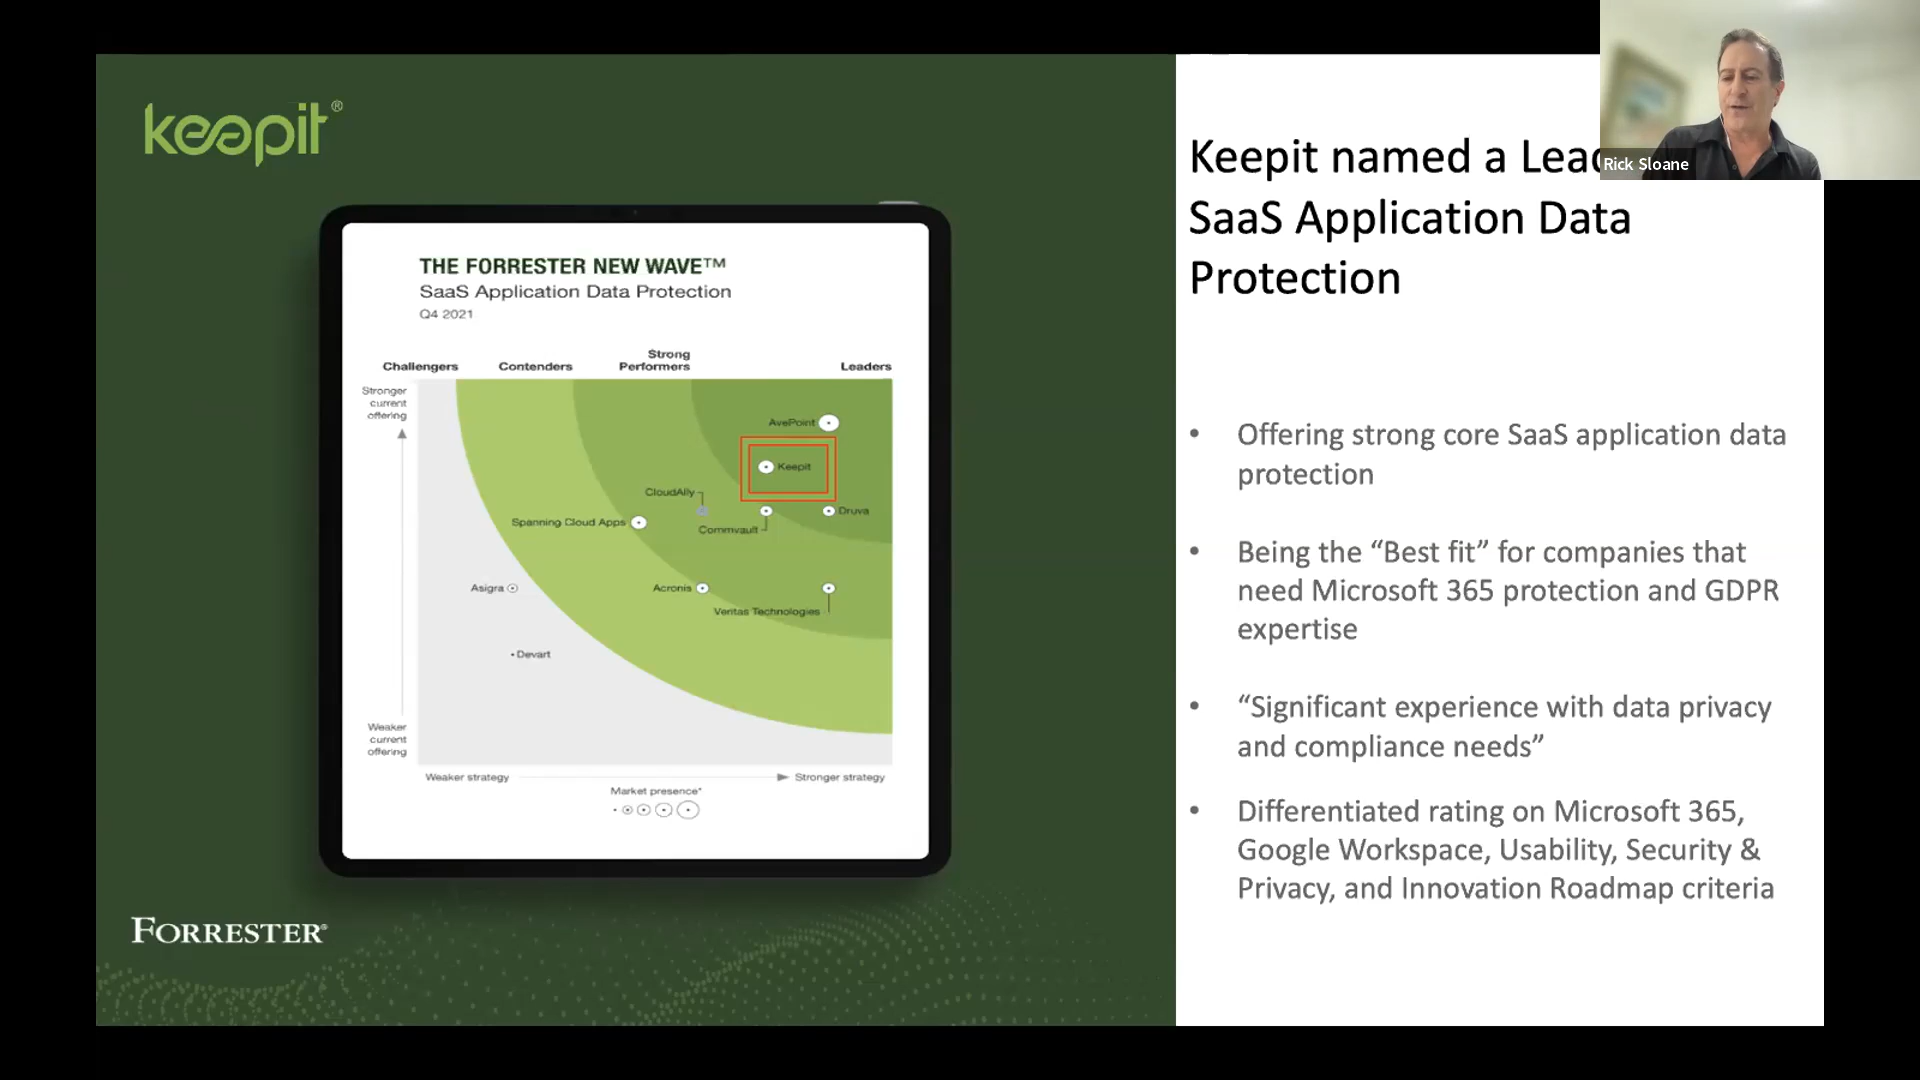 keepit®
Rick Sloane
Keepit named a Lea
SaaS Application Data
Protection
THE FORRESTER NEW WAVE™
SaaS Application Data Protection
Q4 2021
Challengers
Contenders
Strong
Performers
Leaders
Stronger
current
offering
AvePoint
Keepit
CloudAlly
Spanning Cloud Apps
Commvault
Druva
Asigra
Acronis
Veritas Technologies
Devart
Weaker
current
offering
Weaker strategy
Stronger strategy
Market presence*
• Offering strong core SaaS application data
protection
• Being the “Best fit” for companies that
need Microsoft 365 protection and GDPR
expertise
• “Significant experience with data privacy
and compliance needs”
• Differentiated rating on Microsoft 365,
Google Workspace, Usability, Security &
Privacy, and Innovation Roadmap criteria
FORRESTER®